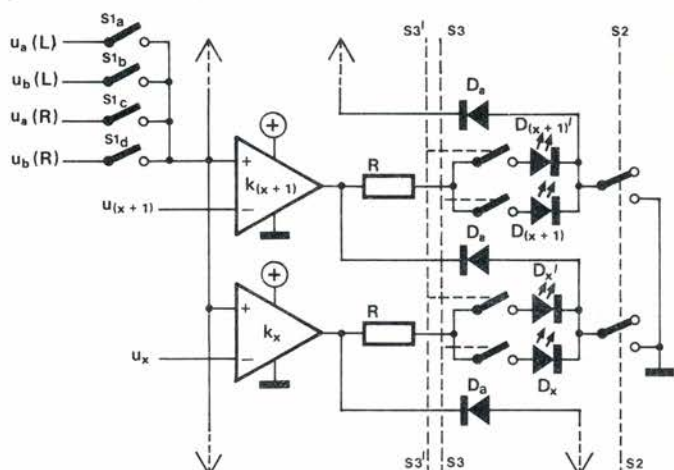 S1a
ua(L)
S1b
ub(L)
S1c
ua(R)
S1d
ub(R)
S3' S3 S2
Da
D(x + 1)'
+
+
k(x + 1)
R
u(x + 1)
−
D(x + 1)
Da
+
Dx'
+
kx
R
ux
−
Dx
Da
S3' S3 S2